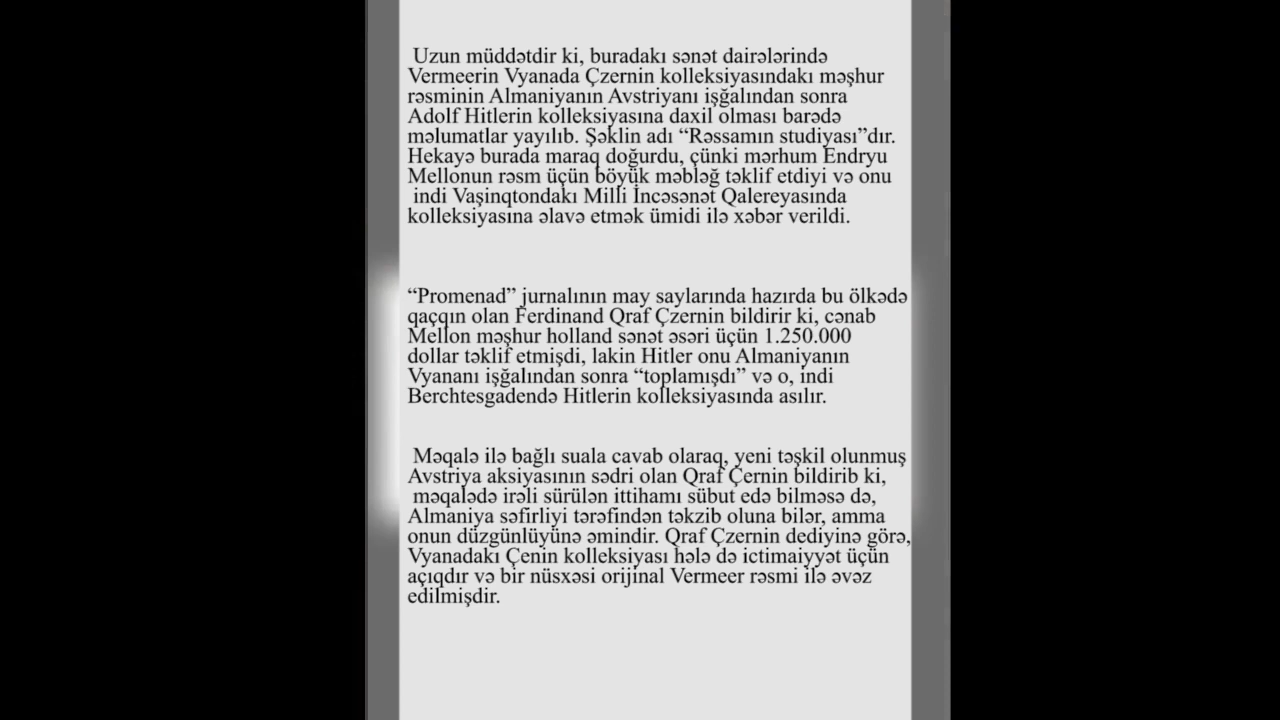 Uzun müddətdir ki, buradakı sənət dairələrində
Vermeerin Vyanada Çzernin kolleksiyasındakı məşhur
rəsminin Almaniyanın Avstriyanı işğalından sonra
Adolf Hitlerin kolleksiyasına daxil olması barədə
məlumatlar yayılıb. Şəklin adı “Rəssamın studiyası”dır.
Hekayə burada maraq doğurdu, çünki mərhum Endryu
Mellonun rəsm üçün böyük məbləğ təklif etdiyi və onu
indi Vaşinqtondakı Milli İncəsənət Qalereyasında
kolleksiyasına əlavə etmək ümidi ilə xəbər verildi.
“Promenad” jurnalının may saylarında hazırda bu ölkədə
qaçqın olan Ferdinand Qraf Çzernin bildirir ki, cənab
Mellon məşhur holland sənət əsəri üçün 1.250.000
dollar təklif etmişdi, lakin Hitler onu Almaniyanın
Vyananı işğalından sonra “toplamışdı” və o, indi
Berchtesgadendə Hitlerin kolleksiyasında asılır.
Məqalə ilə bağlı suala cavab olaraq, yeni təşkil olunmuş
Avstriya aksiyasının sədri olan Qraf Çernin bildirib ki,
məqalədə irəli sürülən ittihamı sübut edə bilməsə də,
Almaniya səfirliyi tərəfindən təkzib oluna bilər, amma
onun düzgünlüyünə əmindir. Qraf Çzernin dediyinə görə,
Vyanadakı Çenin kolleksiyası hələ də ictimaiyyət üçün
açıqdır və bir nüsxəsi orijinal Vermeer rəsmi ilə əvəz
edilmişdir.